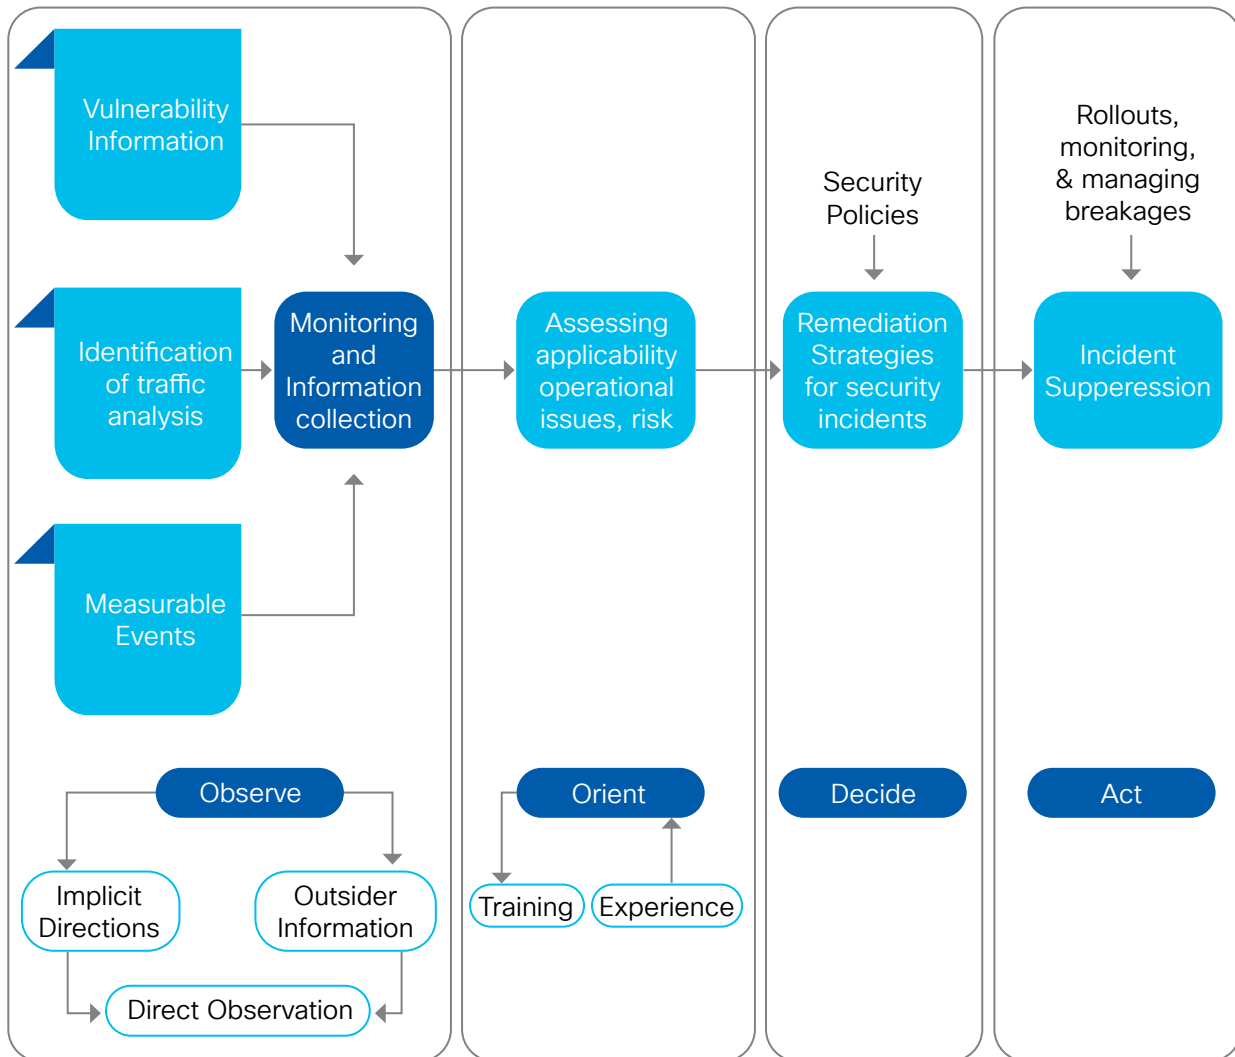 Vulnerability
Information
Identification
of traffic
analysis
Measurable
Events
Monitoring
and
Information
collection
Assessing
applicability
operational
issues, risk
Security
Policies
Remediation
Strategies
for security
incidents
Rollouts,
monitoring,
& managing
breakages
Incident
Supperession
Observe
Implicit
Directions
Outsider
Information
Direct Observation
Orient
Training
Experience
Decide
Act